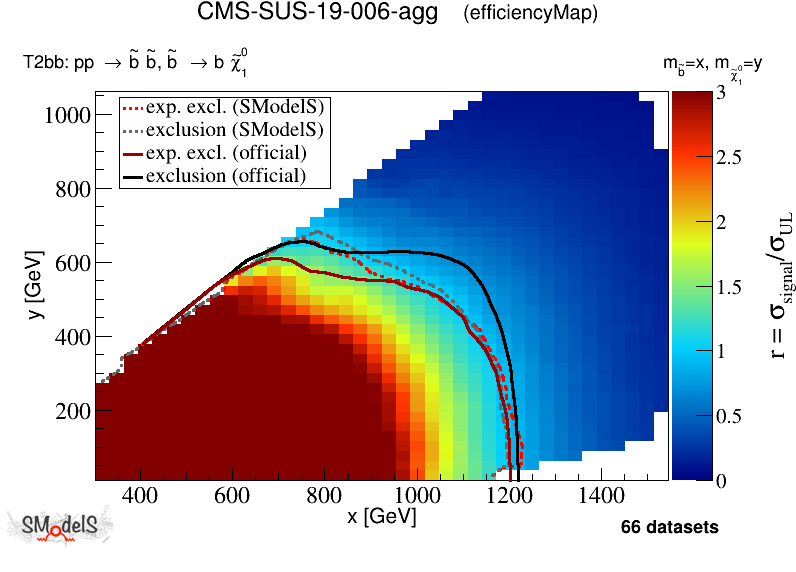 CMS-SUS-19-006-agg (efficiencyMap)
T2bb: pp → b̃ b̃, b̃ → b χ̃₁⁰
m_b̃=x, m_χ̃₁⁰=y
exp. excl. (SModelS)
exclusion (SModelS)
exp. excl. (official)
exclusion (official)
1000
800
600
400
200
y [GeV]
400 600 800 1000 1200 1400
x [GeV]
3
2.5
2
1.5
1
0.5
0
r = σ_signal/σ_UL
SModelS
66 datasets